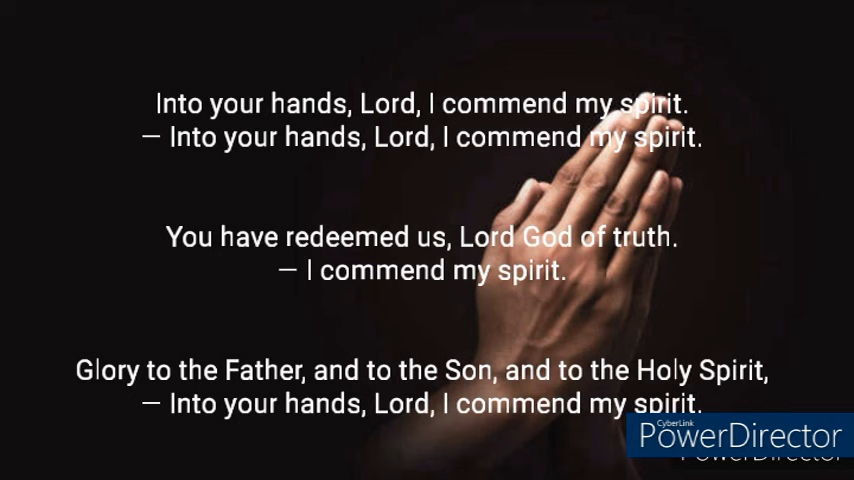 Into your hands, Lord, I commend my spirit.
— Into your hands, Lord, I commend my spirit.
You have redeemed us, Lord God of truth.
— I commend my spirit.
Glory to the Father, and to the Son, and to the Holy Spirit,
— Into your hands, Lord, I commend my spirit.
CyberLink
PowerDirector
PowerDirector